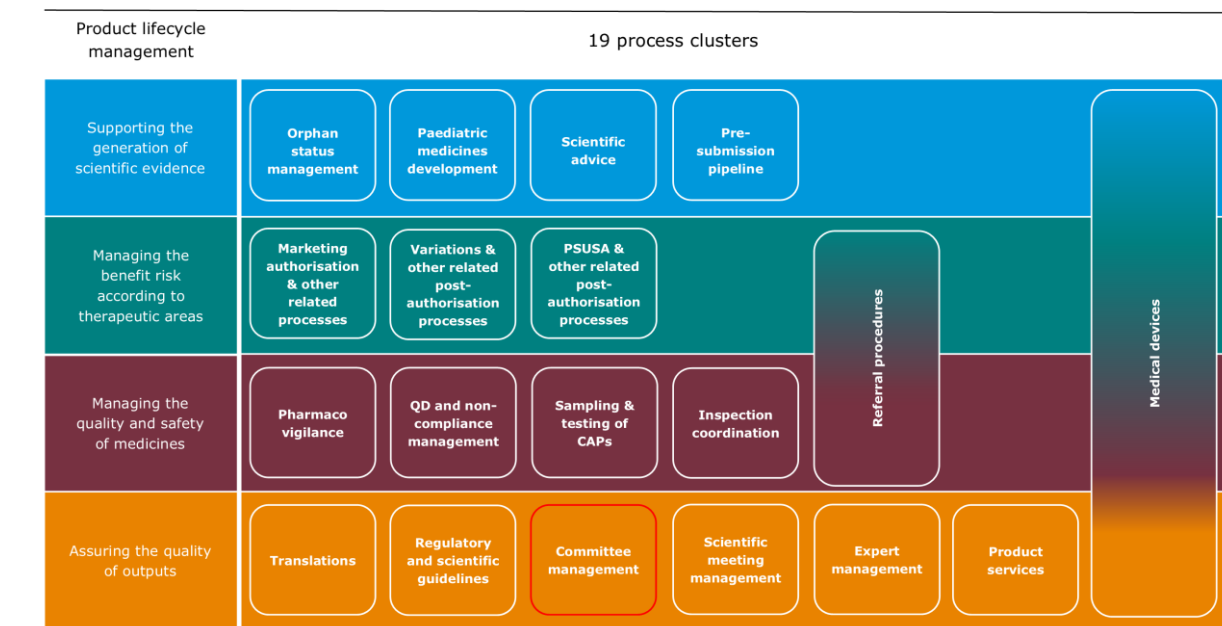 Product lifecycle
management
19 process clusters
Supporting the
generation of
scientific evidence
Orphan
status
management
Paediatric
medicines
development
Scientific
advice
Pre-
submission
pipeline
Managing the
benefit risk
according to
therapeutic areas
Marketing
authorisation
& other
related
processes
Variations &
other related
post-
authorisation
processes
PSUSA &
other related
post-
authorisation
processes
Referral procedures
Medical devices
Managing the
quality and safety
of medicines
Pharmaco
vigilance
QD and non-
compliance
management
Sampling &
testing of
CAPs
Inspection
coordination
Assuring the quality
of outputs
Translations
Regulatory
and scientific
guidelines
Committee
management
Scientific
meeting
management
Expert
management
Product
services